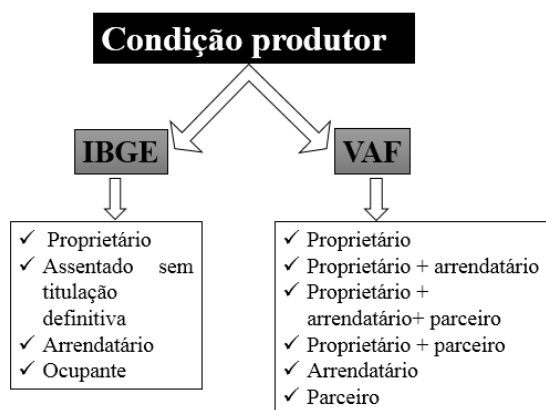 Condição produtor
IBGE
VAF
✓ Proprietário
✓ Assentado sem
titulação
definitiva
✓ Arrendatário
✓ Ocupante
✓ Proprietário
✓ Proprietário + arrendatário
✓ Proprietário +
arrendatário+ parceiro
✓ Proprietário + parceiro
✓ Arrendatário
✓ Parceiro